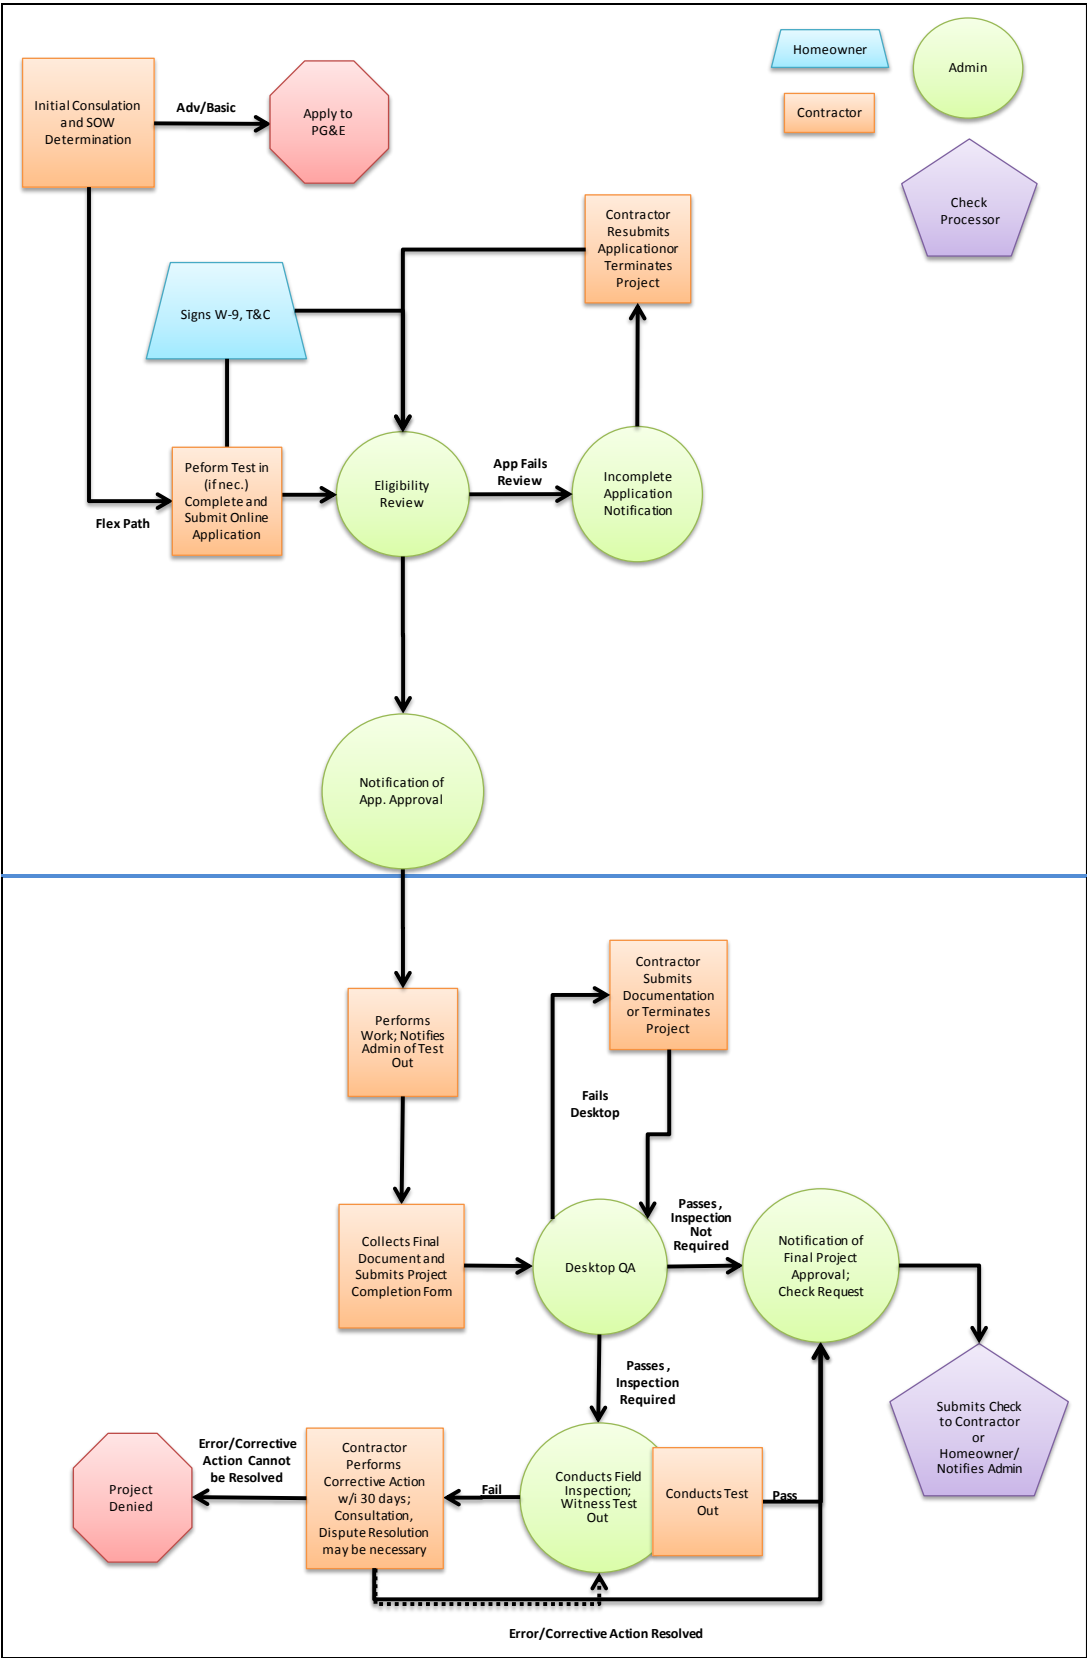 Homeowner
Admin
Contractor
Check
Processor
Initial Consulation
and SOW
Determination
Adv/Basic
Apply to
PG&E
Contractor
Resubmits
Applicationor
Terminates
Project
Signs W-9, T&C
Peform Test in
(if nec.)
Complete and
Submit Online
Application
Flex Path
Eligibility
Review
App Fails
Review
Incomplete
Application
Notification
Notification of
App. Approval
Performs
Work; Notifies
Admin of Test
Out
Contractor
Submits
Documentation
or Terminates
Project
Fails
Desktop
Collects Final
Document and
Submits Project
Completion Form
Desktop QA
Passes ,
Inspection
Not
Required
Notification of
Final Project
Approval;
Check Request
Passes ,
Inspection
Required
Submits Check
to Contractor
or
Homeowner/
Notifies Admin
Project
Denied
Error/Corrective
Action Cannot
be Resolved
Contractor
Performs
Corrective Action
w/i 30 days;
Consultation,
Dispute Resolution
may be necessary
Fail
Conducts Field
Inspection;
Witness Test
Out
Conducts Test
Out
Pass
Error/Corrective Action Resolved